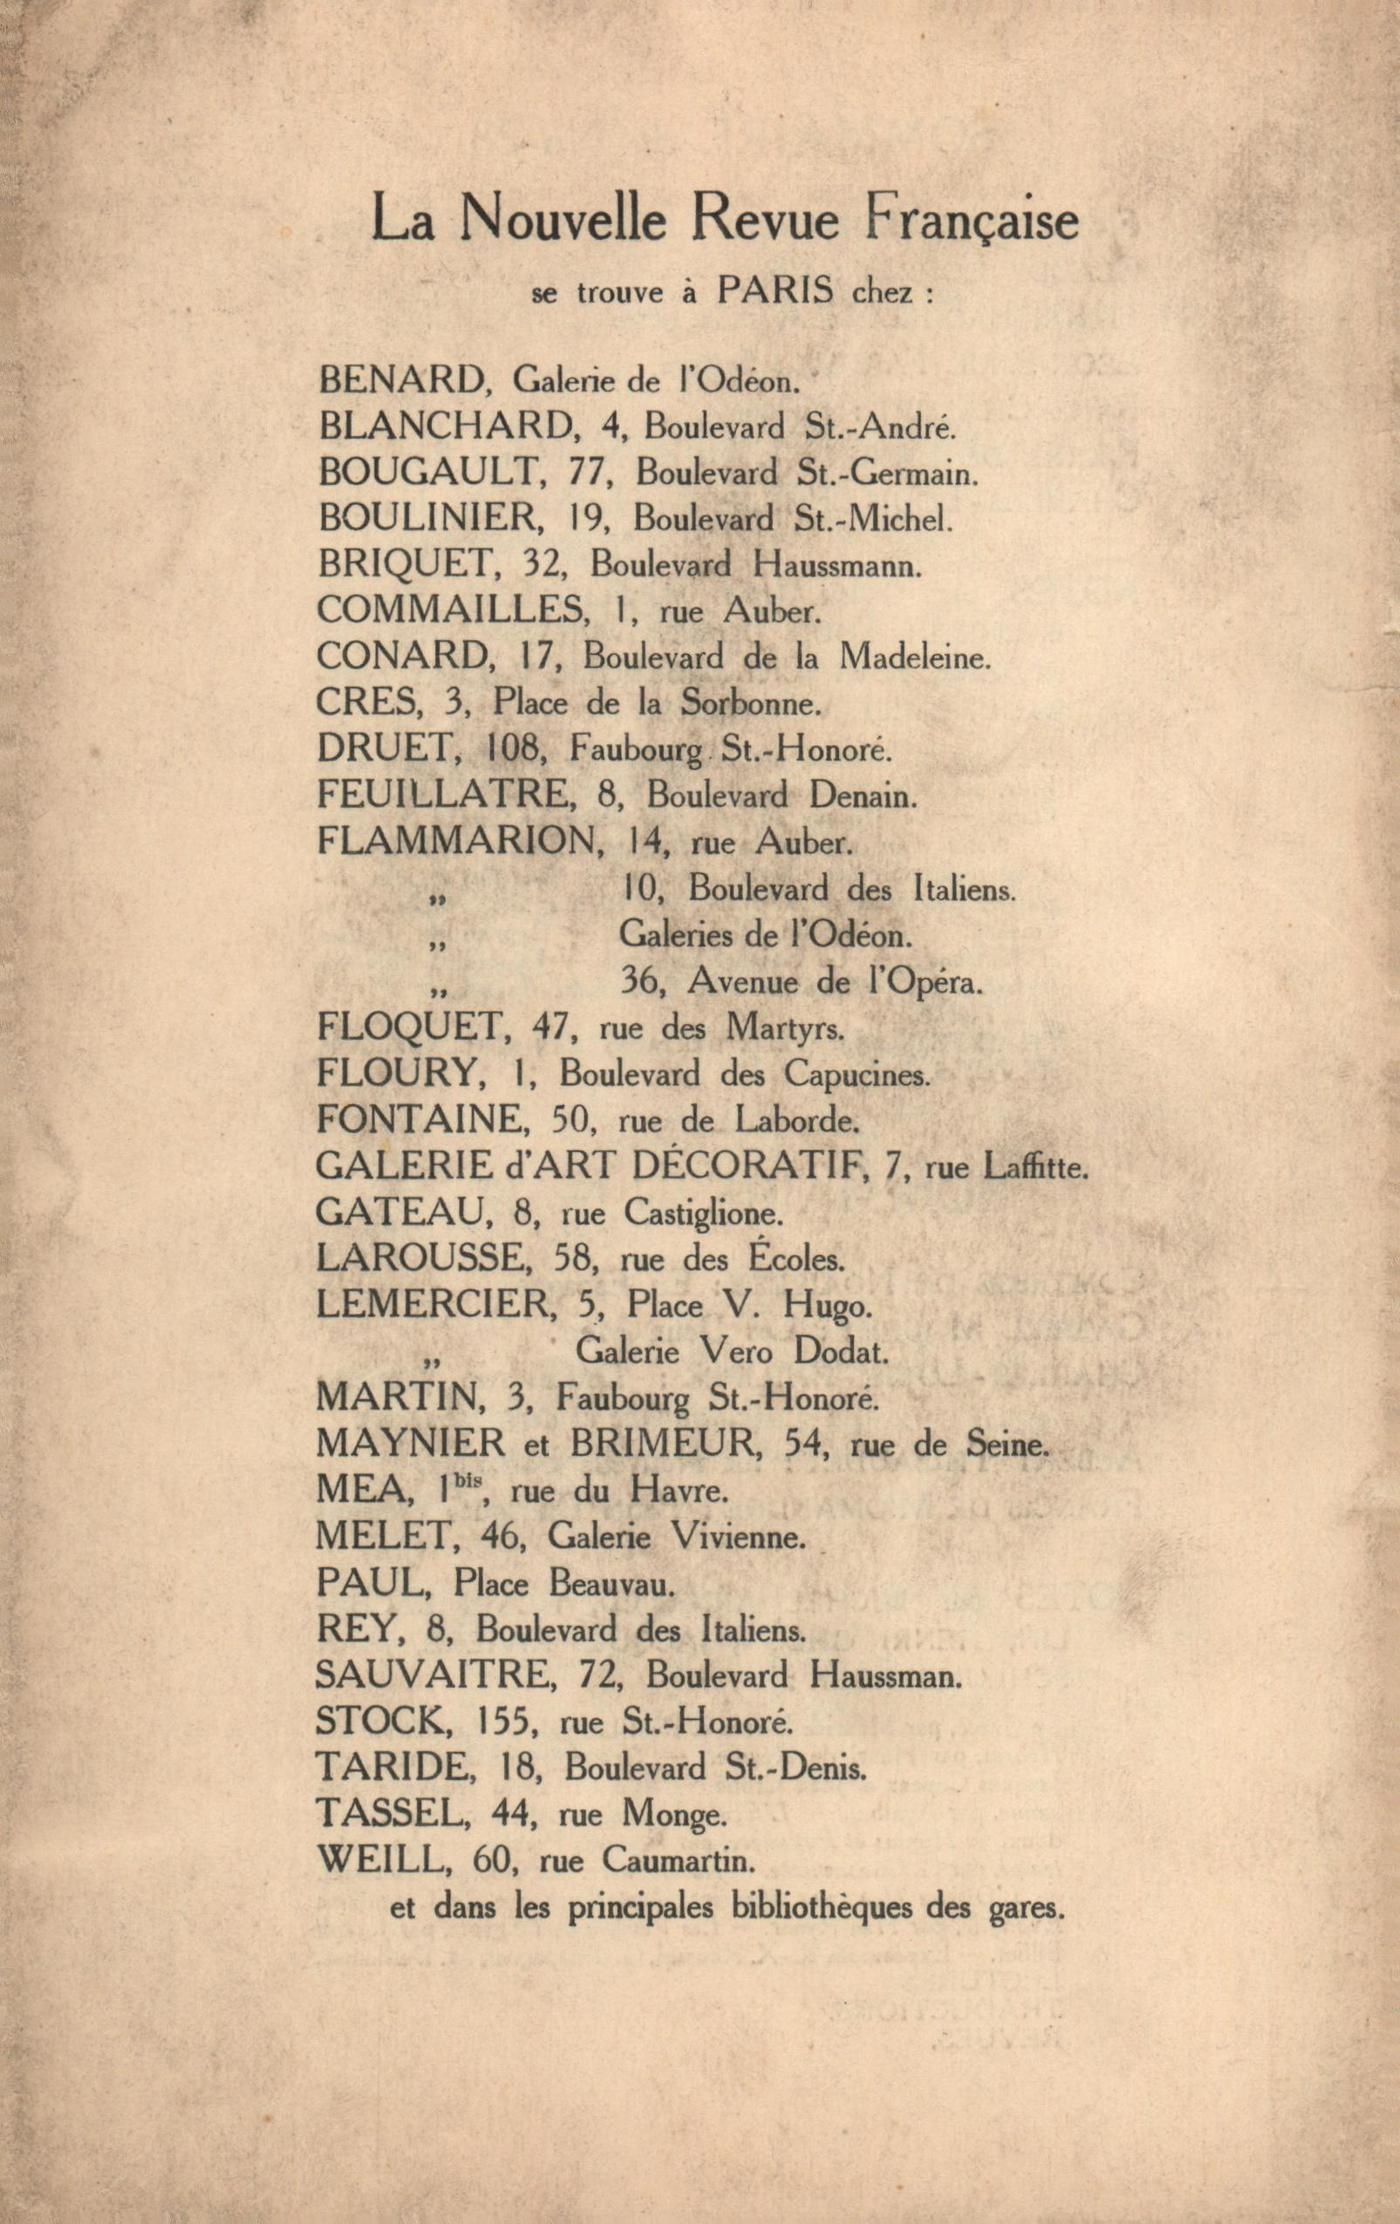 La Nouvelle Revue Française
se trouve à PARIS chez :
BENARD, Galerie de l'Odéon.
BLANCHARD, 4, Boulevard St.-André.
BOUGAULT, 77, Boulevard St.-Germain.
BOULINIER, 19, Boulevard St.-Michel.
BRIQUET, 32, Boulevard Haussmann.
COMMAILLES, 1, rue Auber.
CONARD, 17, Boulevard de la Madeleine.
CRES, 3, Place de la Sorbonne.
DRUET, 108, Faubourg St.-Honoré.
FEUILLATRE, 8, Boulevard Denain.
FLAMMARION, 14, rue Auber.
„ 10, Boulevard des Italiens.
„ Galeries de l'Odéon.
„ 36, Avenue de l'Opéra.
FLOQUET, 47, rue des Martyrs.
FLOURY, 1, Boulevard des Capucines.
FONTAINE, 50, rue de Laborde.
GALERIE d'ART DÉCORATIF, 7, rue Laffitte.
GATEAU, 8, rue Castiglione.
LAROUSSE, 58, rue des Écoles.
LEMERCIER, 5, Place V. Hugo.
„ Galerie Vero Dodat.
MARTIN, 3, Faubourg St.-Honoré.
MAYNIER et BRIMEUR, 54, rue de Seine.
MEA, 1bis, rue du Havre.
MELET, 46, Galerie Vivienne.
PAUL, Place Beauvau.
REY, 8, Boulevard des Italiens.
SAUVAITRE, 72, Boulevard Haussman.
STOCK, 155, rue St.-Honoré.
TARIDE, 18, Boulevard St.-Denis.
TASSEL, 44, rue Monge.
WEILL, 60, rue Caumartin.
et dans les principales bibliothèques des gares.